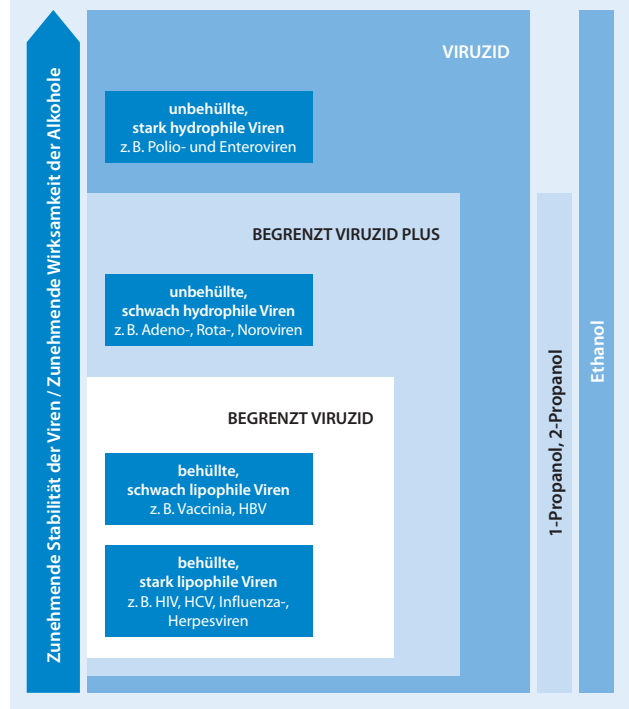 Zunehmende Stabilität der Viren / Zunehmende Wirksamkeit der Alkohole
VIRUZID
unbehüllte,
stark hydrophile Viren
z. B. Polio- und Enteroviren
BEGRENZT VIRUZID PLUS
unbehüllte,
schwach hydrophile Viren
z. B. Adeno-, Rota-, Noroviren
BEGRENZT VIRUZID
behüllte,
schwach lipophile Viren
z. B. Vaccinia, HBV
behüllte,
stark lipophile Viren
z. B. HIV, HCV, Influenza-,
Herpesviren
1-Propanol, 2-Propanol
Ethanol